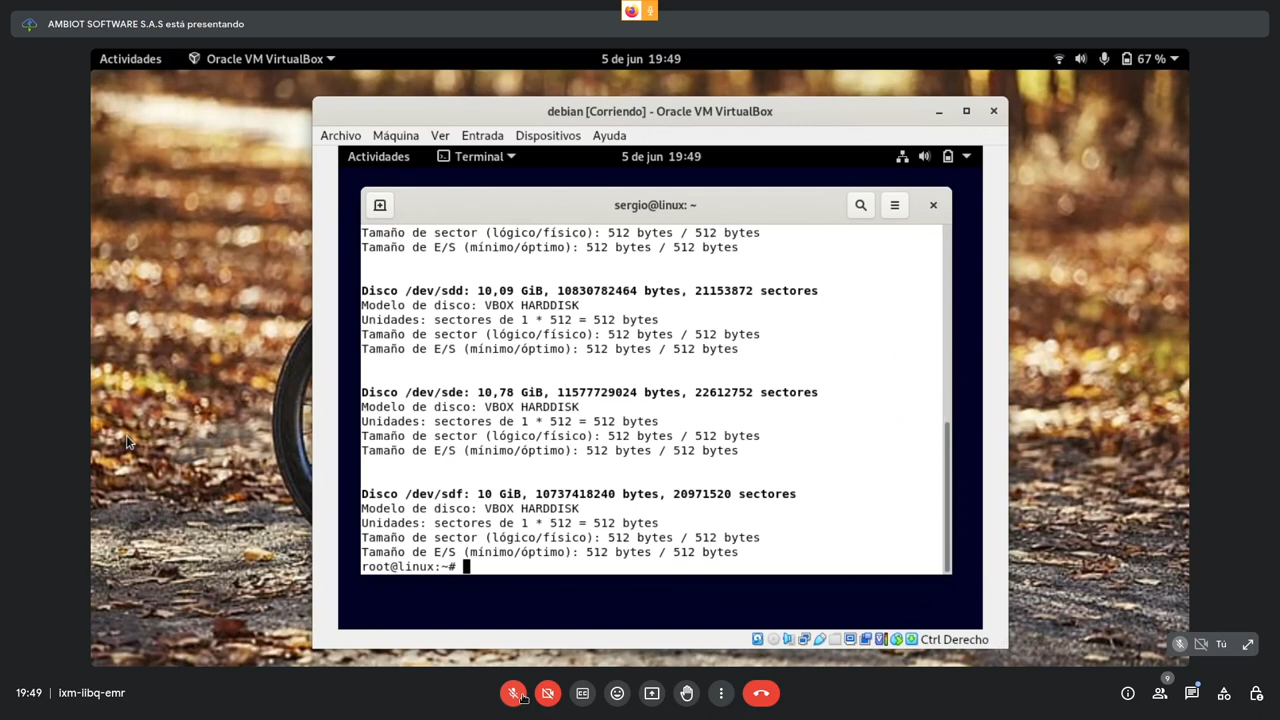 AMBIOT SOFTWARE S.A.S está presentando
Actividades Oracle VM VirtualBox 5 de jun 19:49 67 %
debian [Corriendo] - Oracle VM VirtualBox
Archivo Máquina Ver Entrada Dispositivos Ayuda
Actividades Terminal 5 de jun 19:49
sergio@linux: ~
Tamaño de sector (lógico/físico): 512 bytes / 512 bytes
Tamaño de E/S (mínimo/óptimo): 512 bytes / 512 bytes
Disco /dev/sdd: 10,09 GiB, 10830782464 bytes, 21153872 sectores
Modelo de disco: VBOX HARDDISK
Unidades: sectores de 1 * 512 = 512 bytes
Tamaño de sector (lógico/físico): 512 bytes / 512 bytes
Tamaño de E/S (mínimo/óptimo): 512 bytes / 512 bytes
Disco /dev/sde: 10,78 GiB, 11577729024 bytes, 22612752 sectores
Modelo de disco: VBOX HARDDISK
Unidades: sectores de 1 * 512 = 512 bytes
Tamaño de sector (lógico/físico): 512 bytes / 512 bytes
Tamaño de E/S (mínimo/óptimo): 512 bytes / 512 bytes
Disco /dev/sdf: 10 GiB, 10737418240 bytes, 20971520 sectores
Modelo de disco: VBOX HARDDISK
Unidades: sectores de 1 * 512 = 512 bytes
Tamaño de sector (lógico/físico): 512 bytes / 512 bytes
Tamaño de E/S (mínimo/óptimo): 512 bytes / 512 bytes
root@linux:~#
Ctrl Derecho
Tú
19:49 ixm-iibq-emr 9